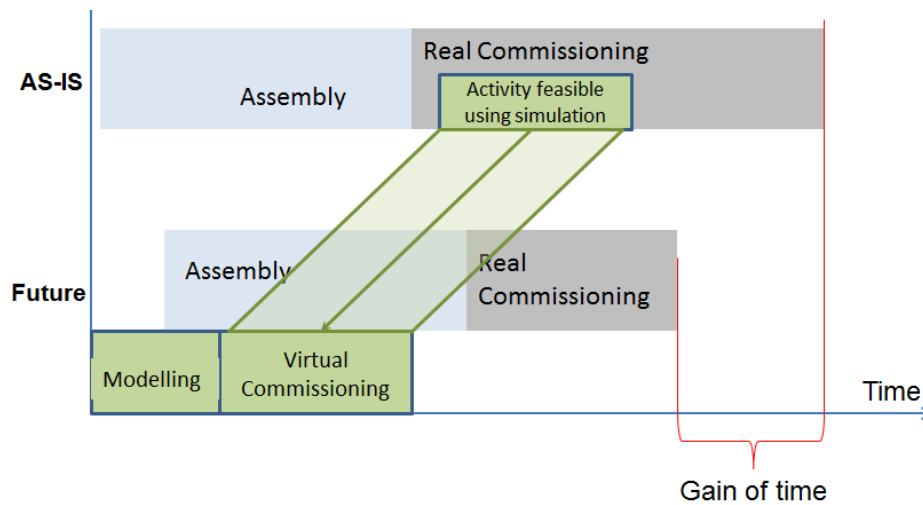 AS-IS
Assembly
Real Commissioning
Activity feasible
using simulation
Future
Assembly
Real
Commissioning
Modelling
Virtual
Commissioning
Time
Gain of time